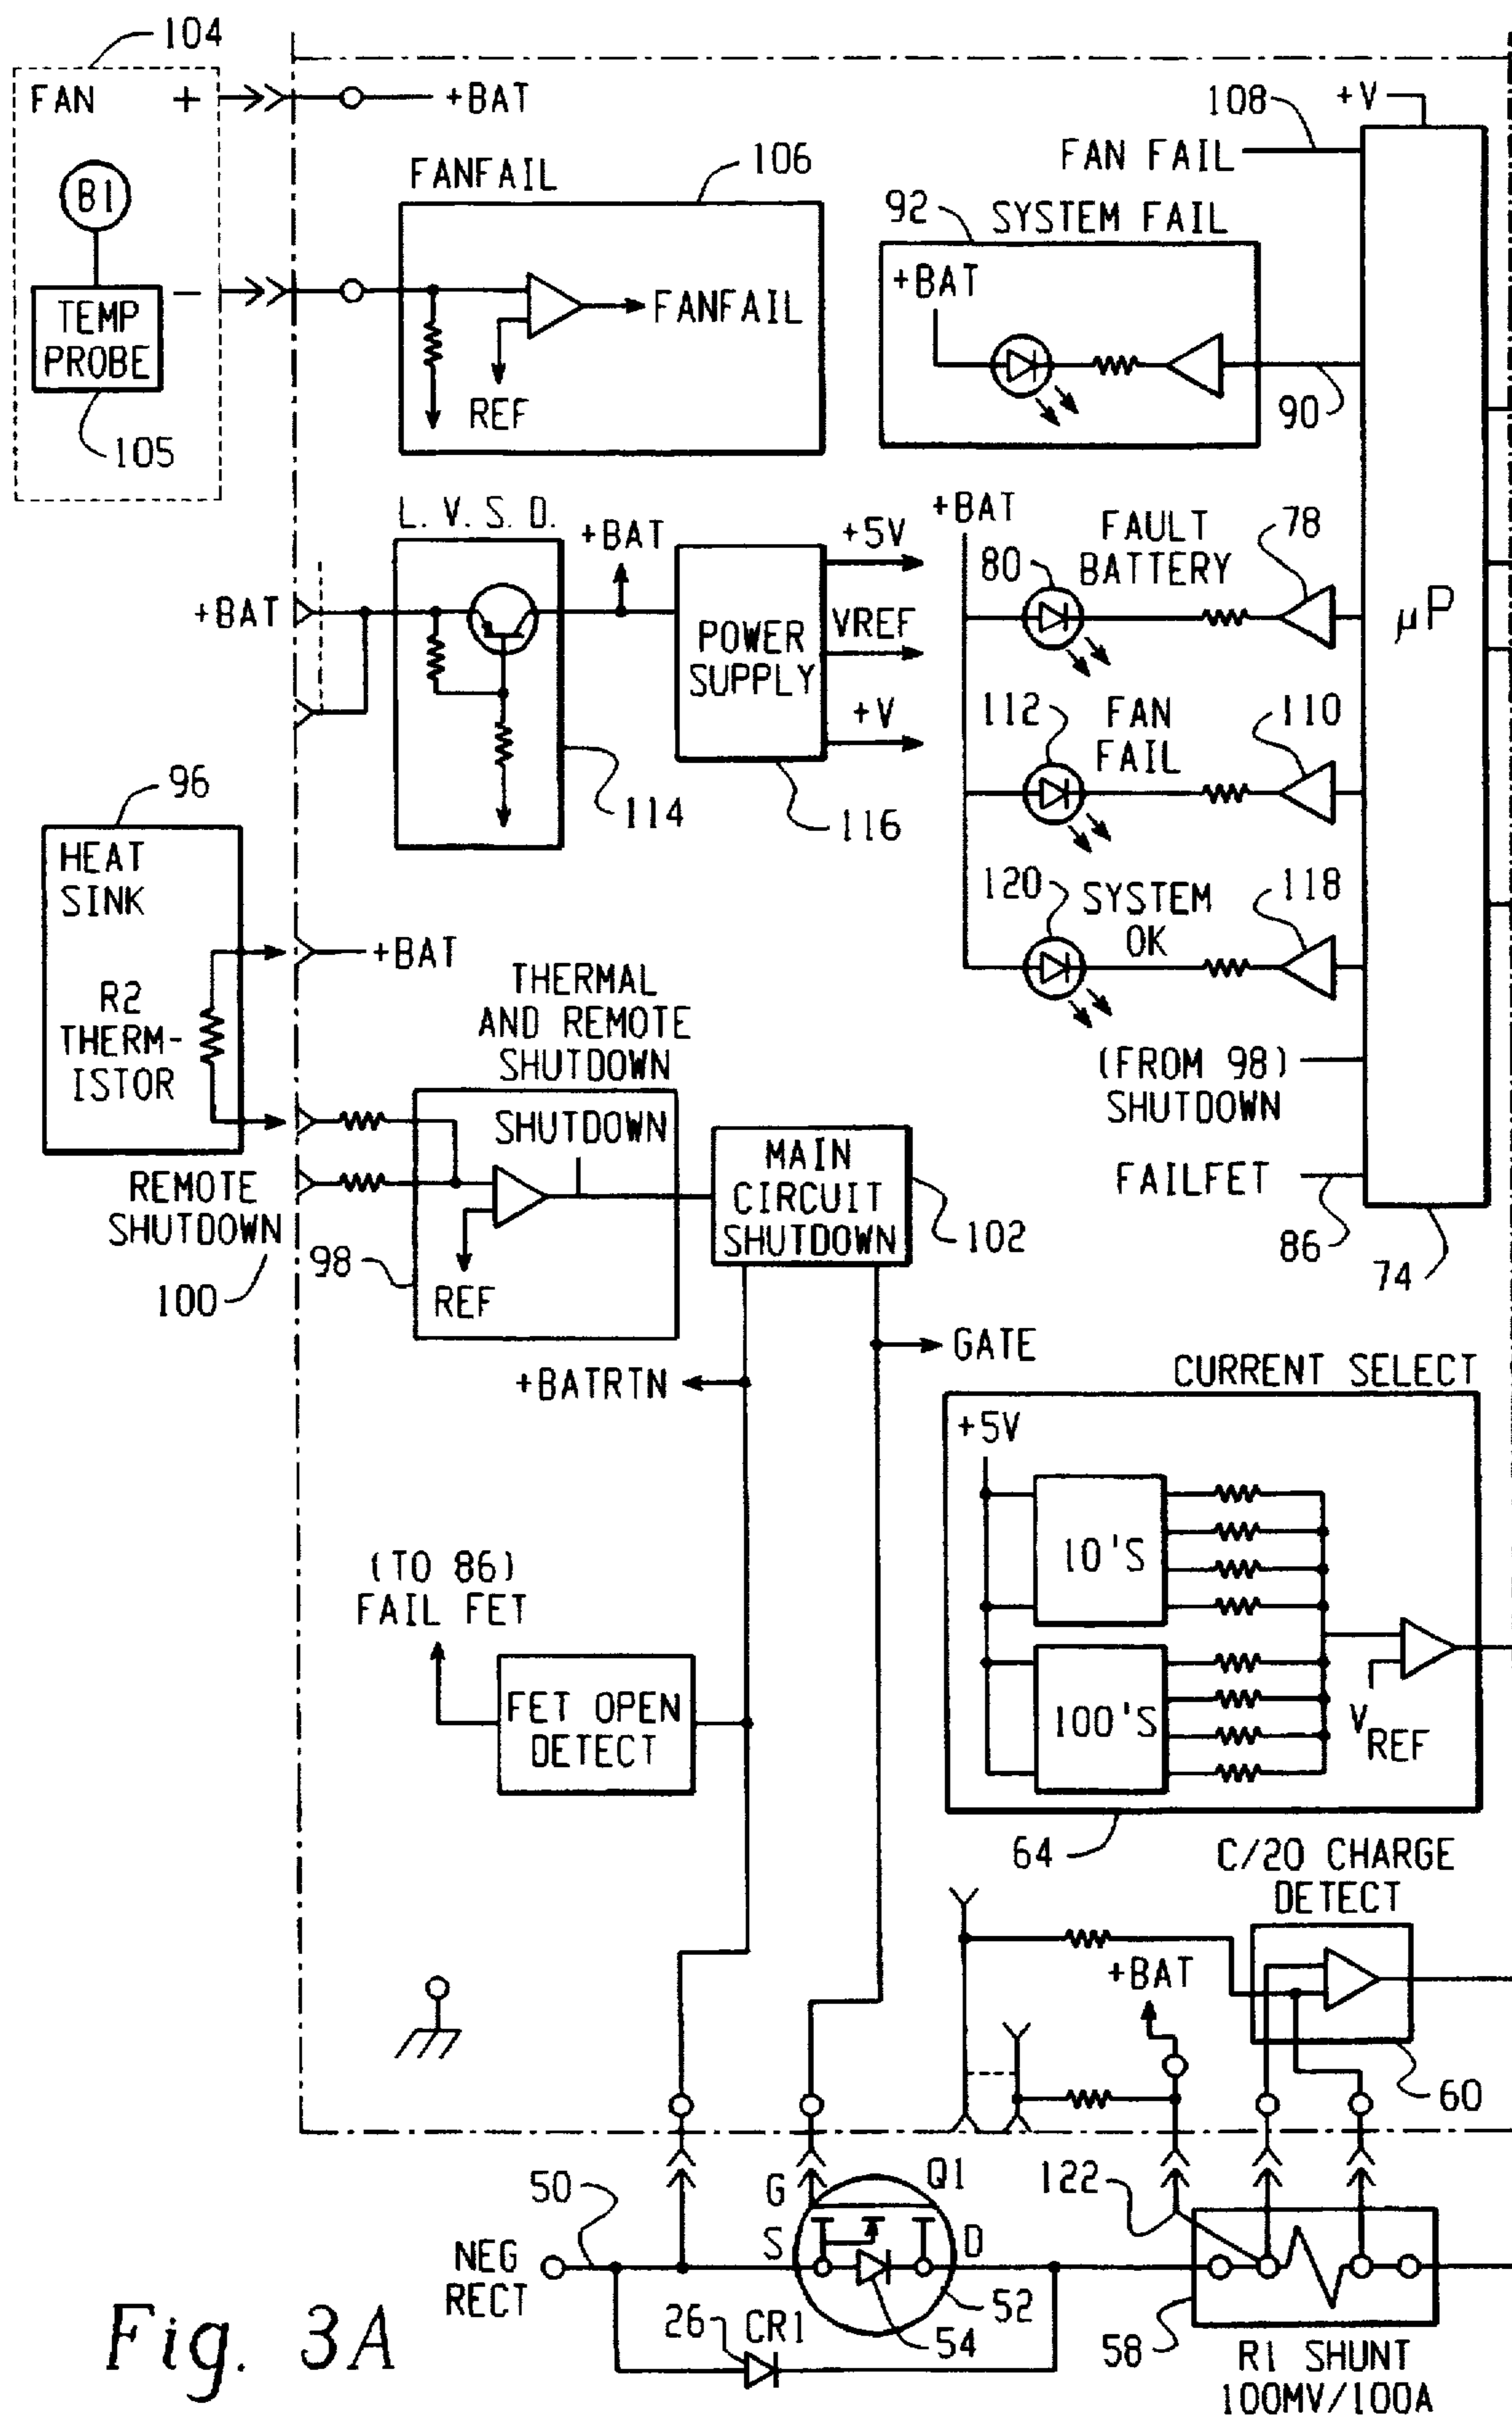 104
FAN +
+BAT
B1
TEMP
PROBE
−
105
FANFAIL
106
FANFAIL
REF
108
+V
FAN FAIL
92
SYSTEM FAIL
+BAT
90
µP
L. V. S. D.
+BAT
+BAT
114
POWER
SUPPLY
+5V
VREF
+V
116
+BAT
80
FAULT
BATTERY
78
112
FAN
FAIL
110
120
SYSTEM
OK
118
(FROM 98)
SHUTDOWN
FAILFET
86
74
96
HEAT
SINK
R2
THERM-
ISTOR
+BAT
THERMAL
AND REMOTE
SHUTDOWN
SHUTDOWN
REF
98
REMOTE
SHUTDOWN
100
MAIN
CIRCUIT
SHUTDOWN
102
GATE
+BATRTN
CURRENT SELECT
+5V
10'S
100'S
VREF
64
(TO 86)
FAIL FET
FET OPEN
DETECT
C/20 CHARGE
DETECT
+BAT
60
50
G
Q1
S
D
122
NEG
RECT
52
54
26
CR1
58
R1 SHUNT
100MV/100A
Fig. 3A